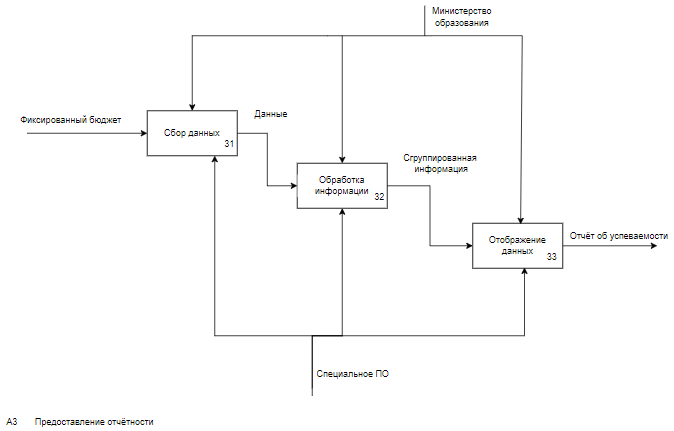 Министерство
образования
Фиксированный бюджет
Данные
Сбор данных
31
Сгруппированная
информация
Обработка
информации
32
Отображение
данных
33
Отчёт об успеваемости
Специальное ПО
А3 Предоставление отчётности